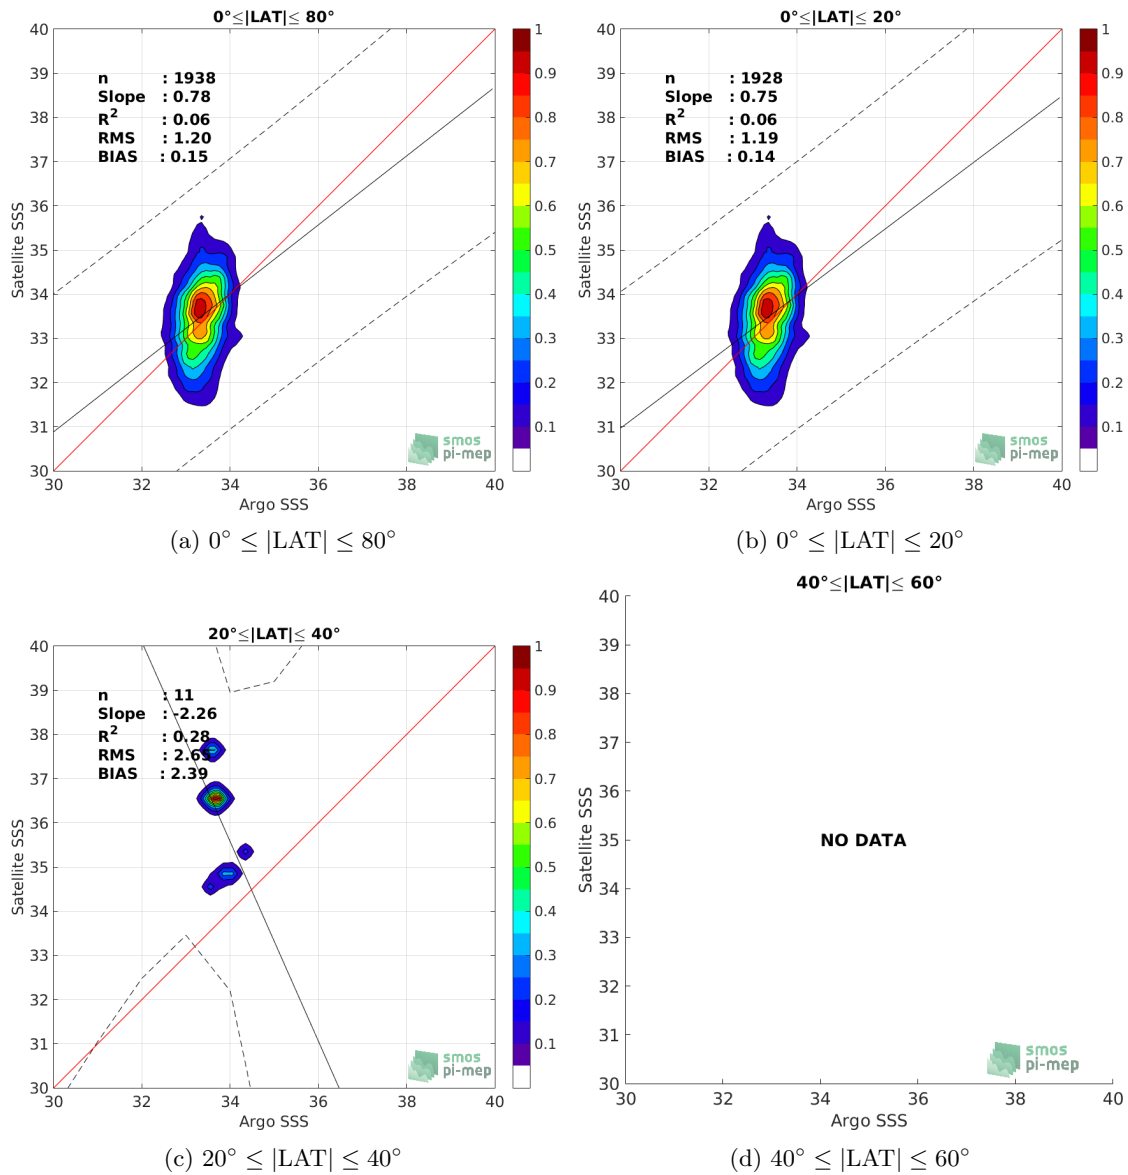 0°≤|LAT|≤ 80°
40
39
38
37
36
35
34
33
32
31
30
Satellite SSS
n : 1938
Slope : 0.78
R² : 0.06
RMS : 1.20
BIAS : 0.15
1
0.9
0.8
0.7
0.6
0.5
0.4
0.3
0.2
0.1
smos
pi-mep
30 32 34 36 38 40
Argo SSS
(a) 0° ≤ |LAT| ≤ 80°
0°≤|LAT|≤ 20°
40
39
38
37
36
35
34
33
32
31
30
Satellite SSS
n : 1928
Slope : 0.75
R² : 0.06
RMS : 1.19
BIAS : 0.14
1
0.9
0.8
0.7
0.6
0.5
0.4
0.3
0.2
0.1
smos
pi-mep
30 32 34 36 38 40
Argo SSS
(b) 0° ≤ |LAT| ≤ 20°
20°≤|LAT|≤ 40°
40
39
38
37
36
35
34
33
32
31
30
Satellite SSS
n : 11
Slope : -2.26
R² : 0.28
RMS : 2.65
BIAS : 2.39
1
0.9
0.8
0.7
0.6
0.5
0.4
0.3
0.2
0.1
smos
pi-mep
30 32 34 36 38 40
Argo SSS
(c) 20° ≤ |LAT| ≤ 40°
40°≤|LAT|≤ 60°
40
39
38
37
36
35
34
33
32
31
30
Satellite SSS
NO DATA
smos
pi-mep
30 32 34 36 38 40
Argo SSS
(d) 40° ≤ |LAT| ≤ 60°